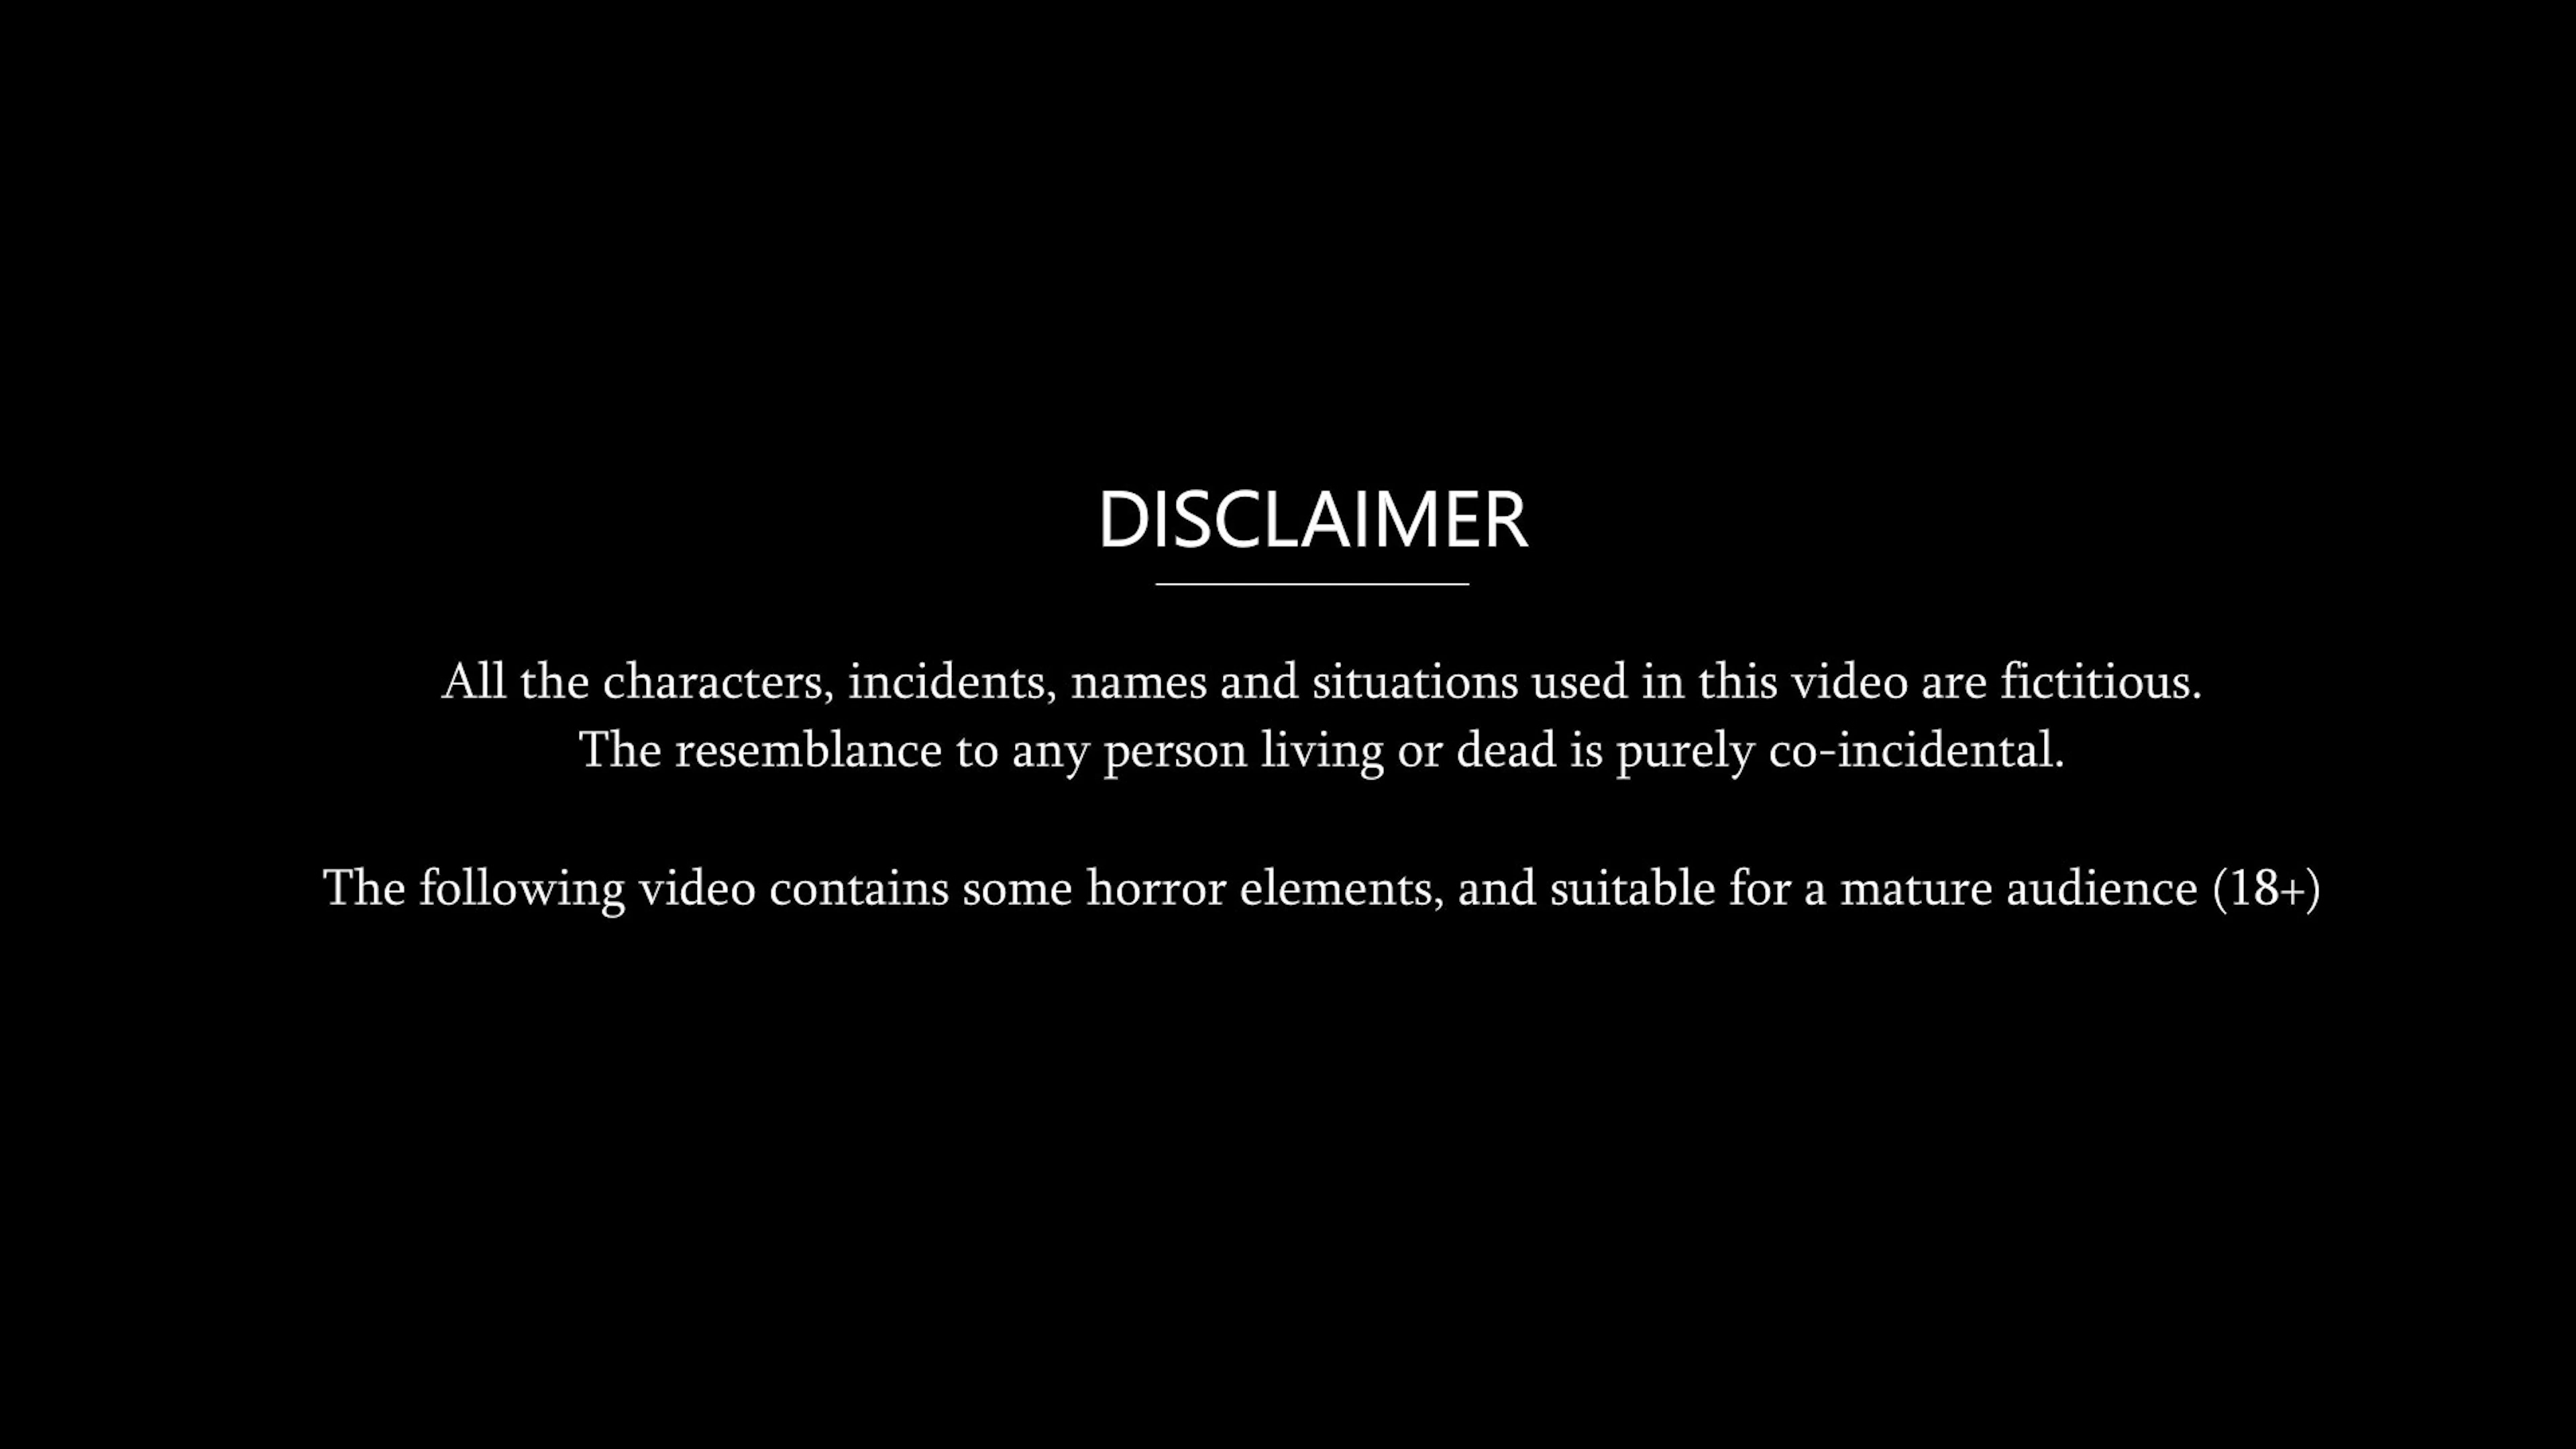 DISCLAIMER
All the characters, incidents, names and situations used in this video are fictitious.
The resemblance to any person living or dead is purely co-incidental.
The following video contains some horror elements, and suitable for a mature audience (18+)